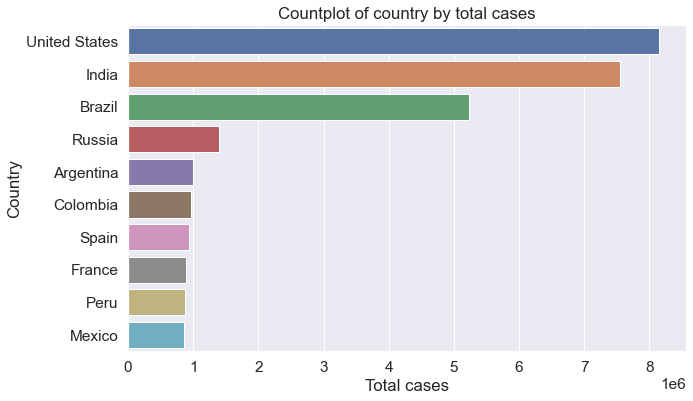 Countplot of country by total cases
United States
India
Brazil
Russia
Argentina
Colombia
Spain
France
Peru
Mexico
Country
0 1 2 3 4 5 6 7 8
1e6
Total cases